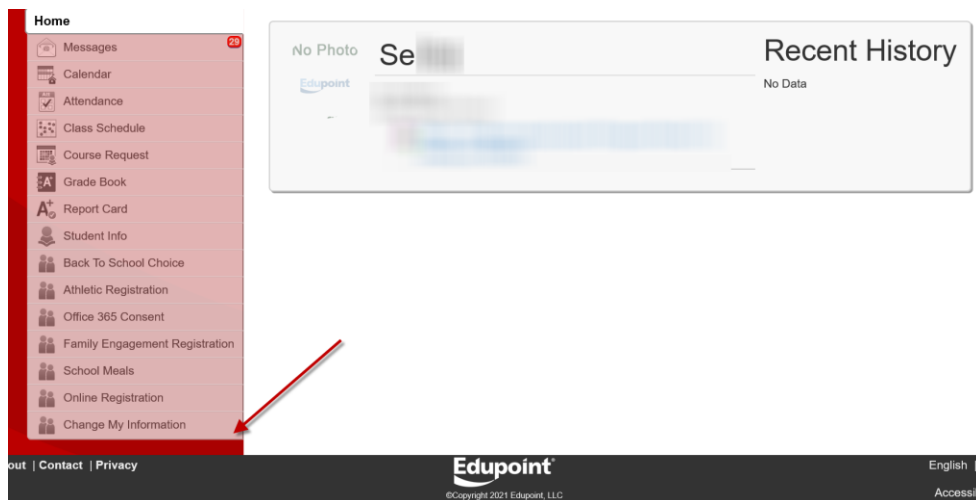 Home
Messages
29
Calendar
Attendance
Class Schedule
Course Request
Grade Book
Report Card
Student Info
Back To School Choice
Athletic Registration
Office 365 Consent
Family Engagement Registration
School Meals
Online Registration
Change My Information
No Photo
Edupoint
Se
Recent History
No Data
out | Contact | Privacy
Edupoint
©Copyright 2021 Edupoint, LLC
English |
Accessi